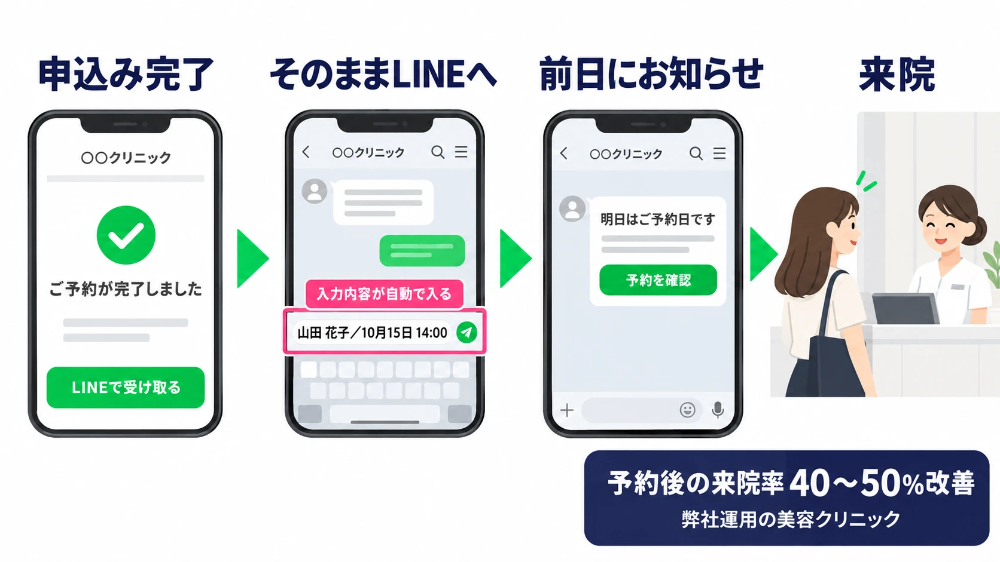 申込み完了
〇〇クリニック
ご予約が完了しました
LINEで受け取る
そのままLINEへ
〇〇クリニック
入力内容が自動で入る
山田 花子／10月15日 14:00
前日にお知らせ
〇〇クリニック
明日はご予約日です
予約を確認
来院
予約後の来院率 40〜50%改善
弊社運用の美容クリニック